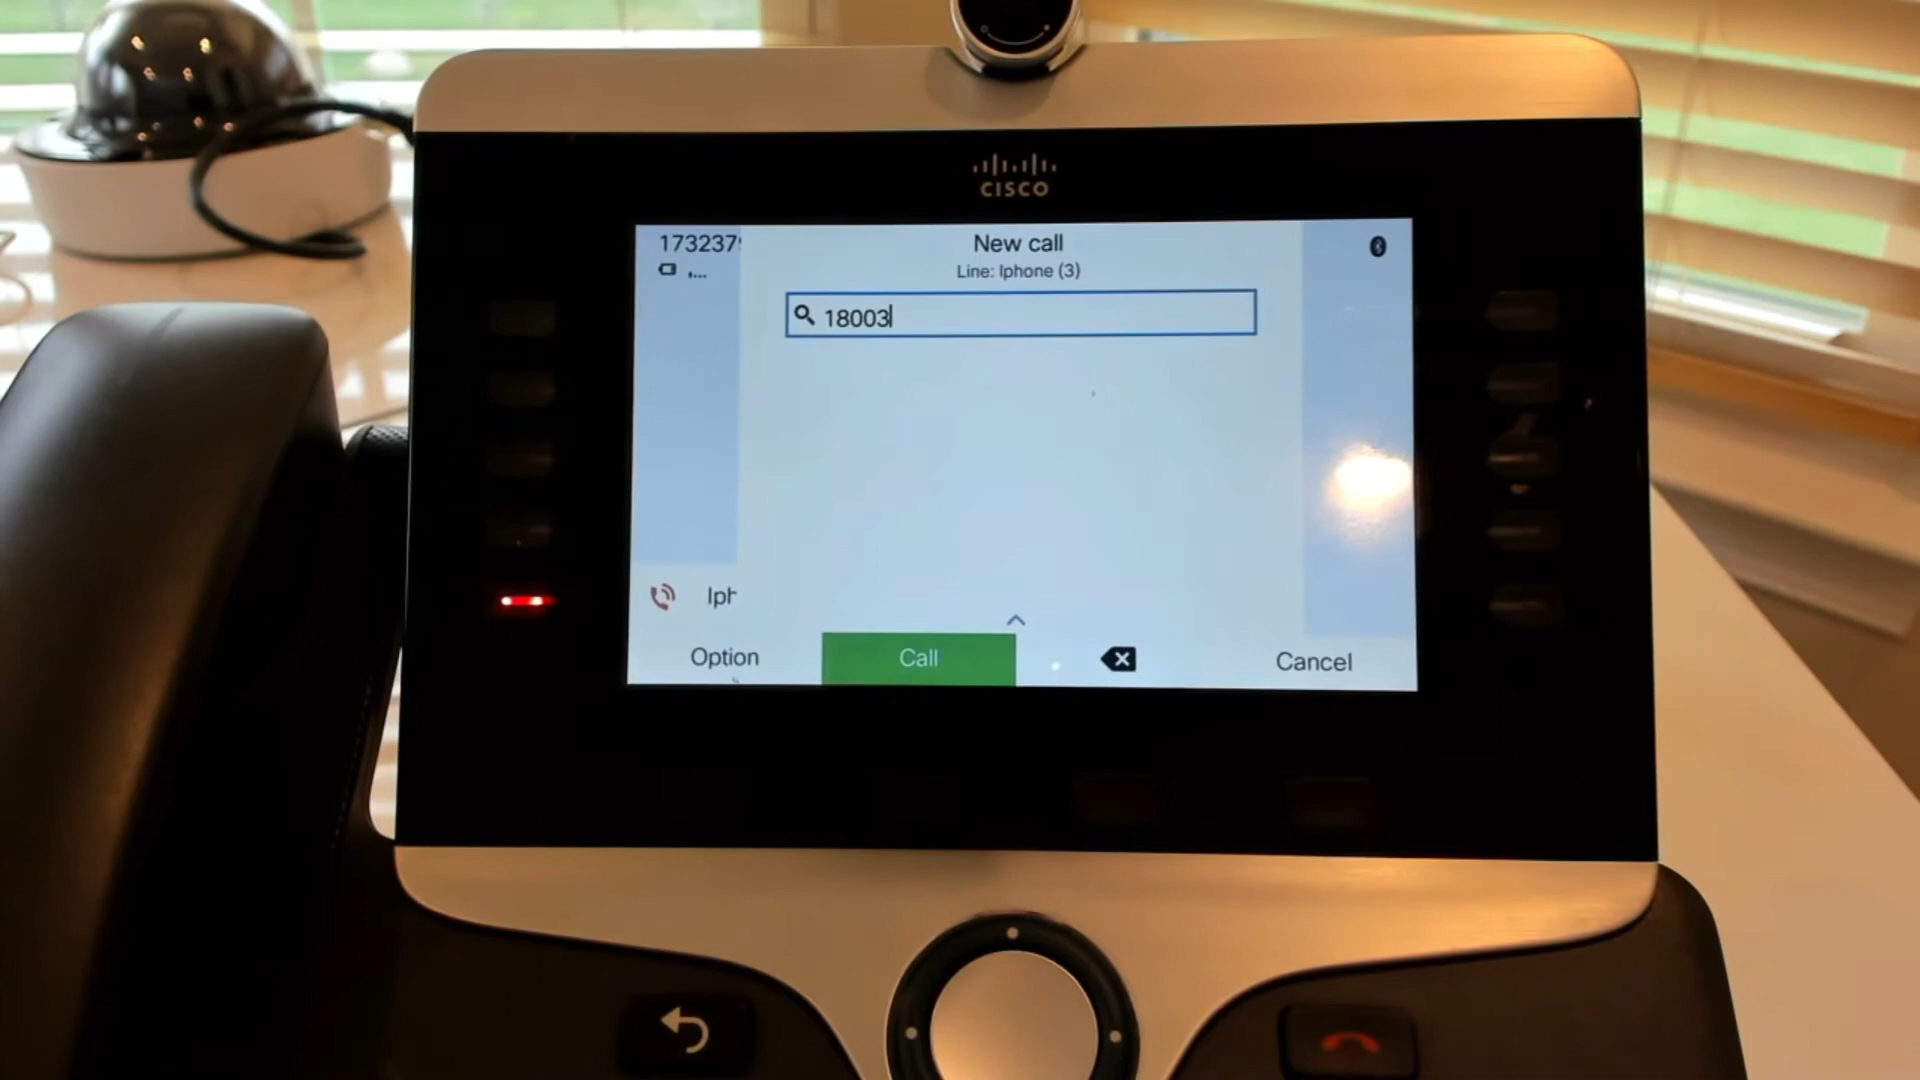 CISCO
173237
New call
Line: Iphone (3)
18003
Iph
Option
Call
Cancel